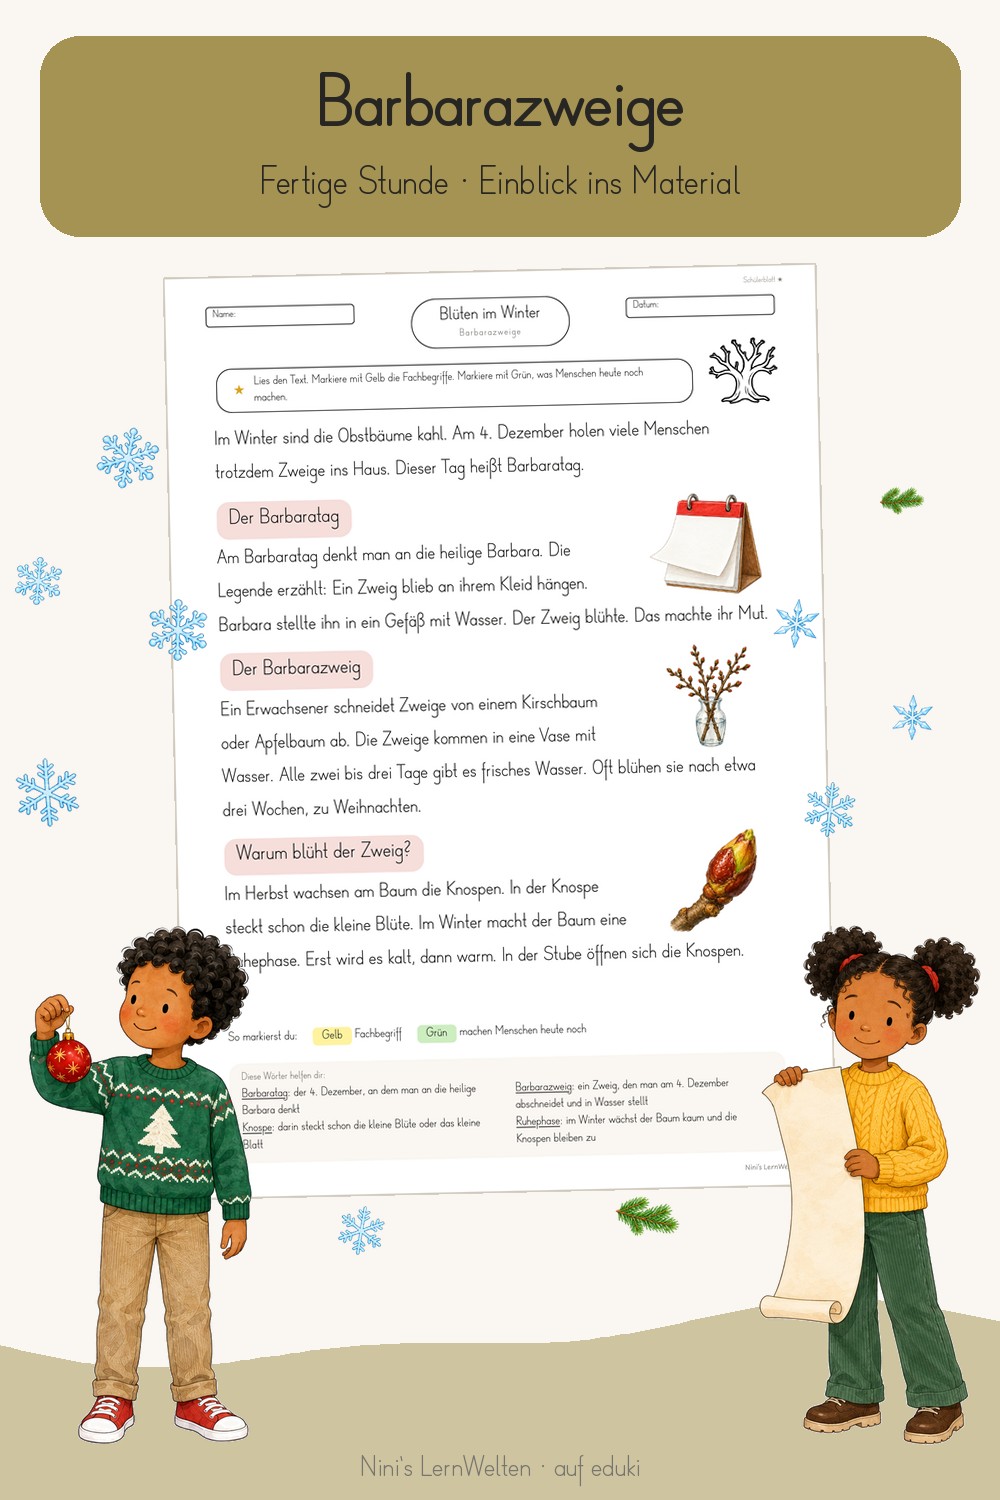 Barbarazweige
Fertige Stunde · Einblick ins Material
Schülerblatt ★
Name:
Blüten im Winter
Barbarazweige
Datum:
Lies den Text. Markiere mit Gelb die Fachbegriffe. Markiere mit Grün, was Menschen heute noch
machen.
Im Winter sind die Obstbäume kahl. Am 4. Dezember holen viele Menschen
trotzdem Zweige ins Haus. Dieser Tag heißt Barbaratag.
Der Barbaratag
Am Barbaratag denkt man an die heilige Barbara. Die
Legende erzählt: Ein Zweig blieb an ihrem Kleid hängen.
Barbara stellte ihn in ein Gefäß mit Wasser. Der Zweig blühte. Das machte ihr Mut.
Der Barbarazweig
Ein Erwachsener schneidet Zweige von einem Kirschbaum
oder Apfelbaum ab. Die Zweige kommen in eine Vase mit
Wasser. Alle zwei bis drei Tage gibt es frisches Wasser. Oft blühen sie nach etwa
drei Wochen, zu Weihnachten.
Warum blüht der Zweig?
Im Herbst wachsen am Baum die Knospen. In der Knospe
steckt schon die kleine Blüte. Im Winter macht der Baum eine
hephase. Erst wird es kalt, dann warm. In der Stube öffnen sich die Knospen.
So markierst du: Gelb Fachbegriff Grün machen Menschen heute noch
Diese Wörter helfen dir:
Barbaratag: der 4. Dezember, an dem man an die heilige
Barbara denkt
Knospe: darin steckt schon die kleine Blüte oder das kleine
Blatt
Barbarazweig: ein Zweig, den man am 4. Dezember
abschneidet und in Wasser stellt
Ruhephase: im Winter wächst der Baum kaum und die
Knospen bleiben zu
Nini's LernWe
Nini's LernWelten · auf eduki